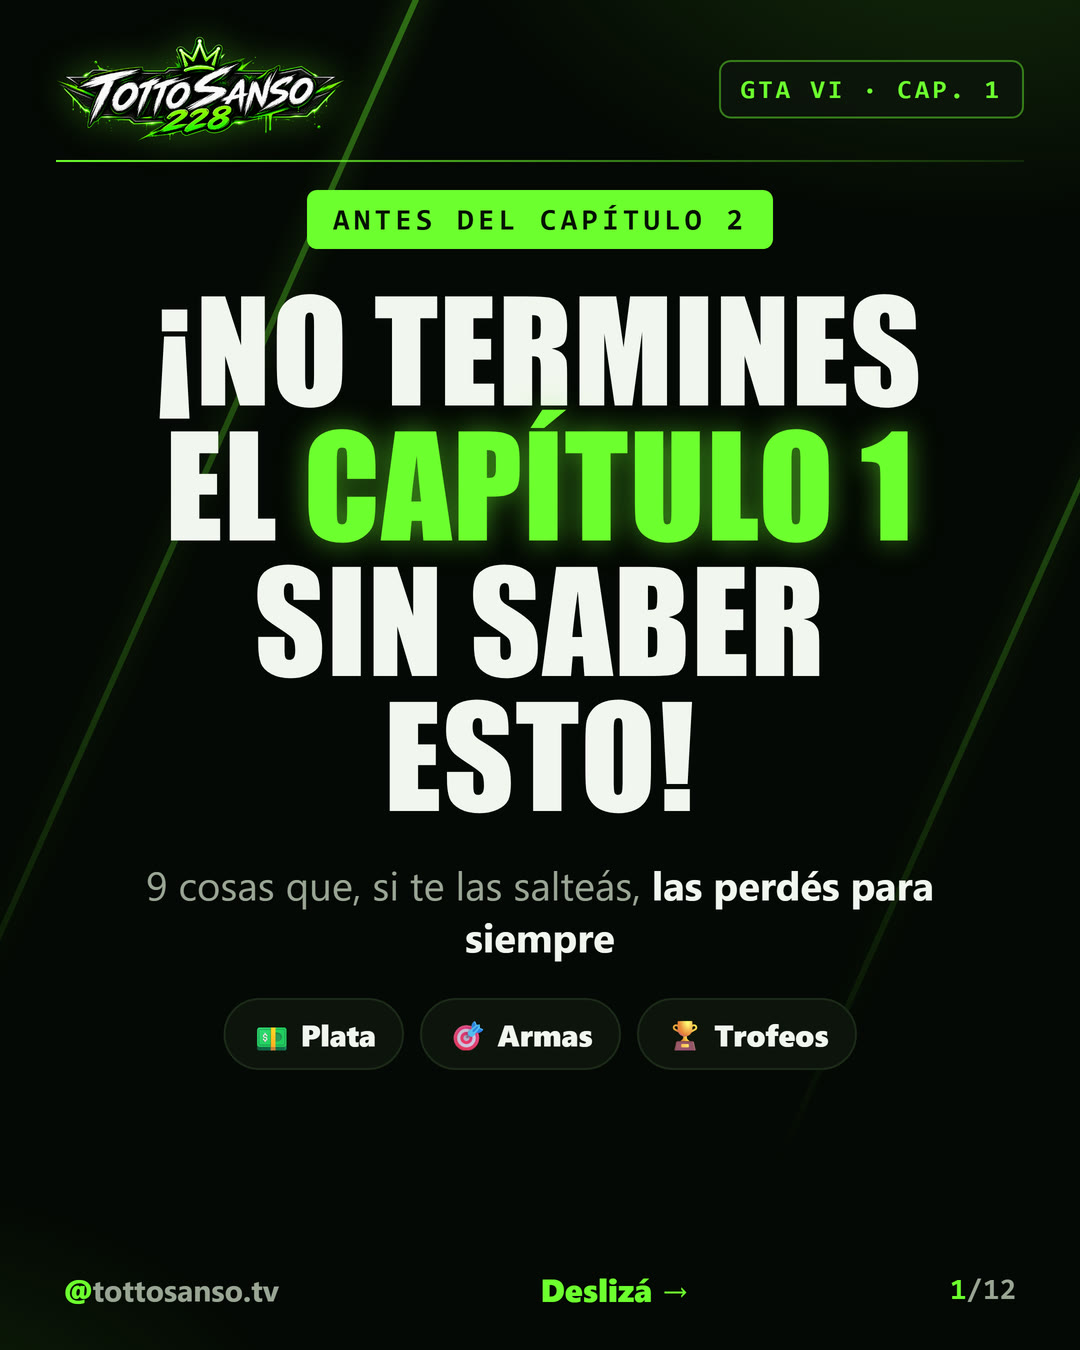 TOTTOSANSO
228
GTA VI · CAP. 1
ANTES DEL CAPÍTULO 2
¡NO TERMINES
EL CAPÍTULO 1
SIN SABER
ESTO!
9 cosas que, si te las salteás, las perdés para
siempre
💵 Plata
🎯 Armas
🏆 Trofeos
@tottosanso.tv
Deslizá →
1/12